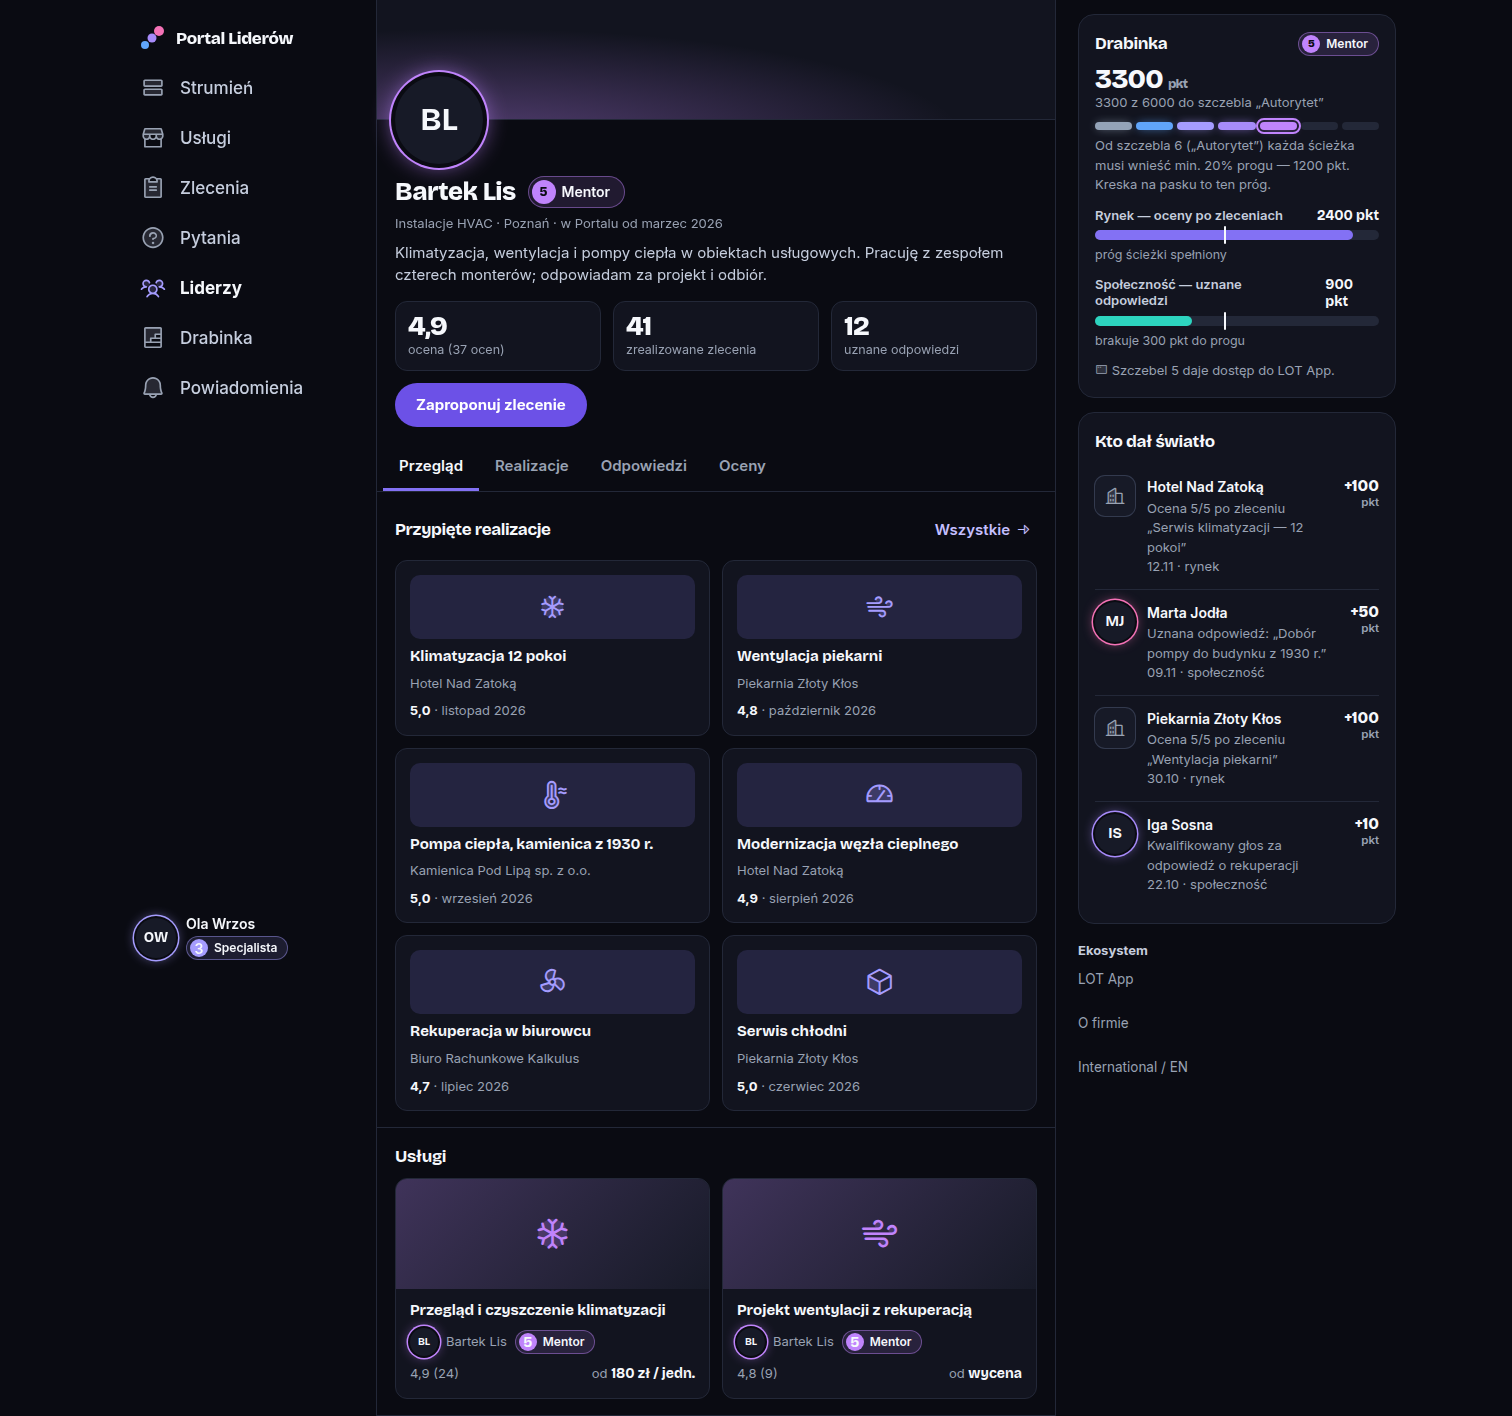 Portal Liderów
Strumień
Usługi
Zlecenia
Pytania
Liderzy
Drabinka
Powiadomienia
OW
Ola Wrzos
3 Specjalista
BL
Bartek Lis 5 Mentor
Instalacje HVAC · Poznań · w Portalu od marzec 2026
Klimatyzacja, wentylacja i pompy ciepła w obiektach usługowych. Pracuję z zespołem
czterech monterów; odpowiadam za projekt i odbiór.
4,9
ocena (37 ocen)
41
zrealizowane zlecenia
12
uznane odpowiedzi
Zaproponuj zlecenie
Przegląd Realizacje Odpowiedzi Oceny
Przypięte realizacje
Wszystkie
Klimatyzacja 12 pokoi
Hotel Nad Zatoką
5,0 · listopad 2026
Wentylacja piekarni
Piekarnia Złoty Kłos
4,8 · październik 2026
Pompa ciepła, kamienica z 1930 r.
Kamienica Pod Lipą sp. z o.o.
5,0 · wrzesień 2026
Modernizacja węzła cieplnego
Hotel Nad Zatoką
4,9 · sierpień 2026
Rekuperacja w biurowcu
Biuro Rachunkowe Kalkulus
4,7 · lipiec 2026
Serwis chłodni
Piekarnia Złoty Kłos
5,0 · czerwiec 2026
Usługi
Przegląd i czyszczenie klimatyzacji
BL Bartek Lis 5 Mentor
4,9 (24) od 180 zł / jedn.
Projekt wentylacji z rekuperacją
BL Bartek Lis 5 Mentor
4,8 (9) od wycena
Drabinka 5 Mentor
3300 pkt
3300 z 6000 do szczebla „Autorytet”
Od szczebla 6 („Autorytet”) każda ścieżka
musi wnieść min. 20% progu — 1200 pkt.
Kreska na pasku to ten próg.
Rynek — oceny po zleceniach 2400 pkt
próg ścieżki spełniony
Społeczność — uznane
odpowiedzi
900
pkt
brakuje 300 pkt do progu
Szczebel 5 daje dostęp do LOT App.
Kto dał światło
Hotel Nad Zatoką
+100
pkt
Ocena 5/5 po zleceniu
„Serwis klimatyzacji — 12
pokoi”
12.11 · rynek
MJ
Marta Jodła
+50
pkt
Uznana odpowiedź: „Dobór
pompy do budynku z 1930 r.”
09.11 · społeczność
Piekarnia Złoty Kłos
+100
pkt
Ocena 5/5 po zleceniu
„Wentylacja piekarni”
30.10 · rynek
IS
Iga Sosna
+10
pkt
Kwalifikowany głos za
odpowiedź o rekuperacji
22.10 · społeczność
Ekosystem
LOT App
O firmie
International / EN